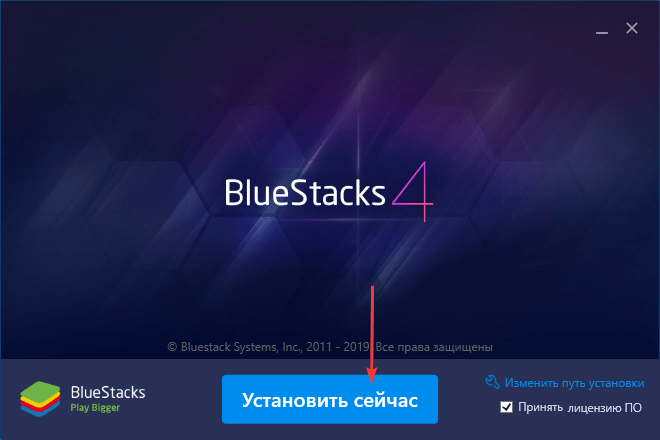 BlueStacks 4
© Bluestack Systems, Inc., 2011 - 2019, Все права защищены
BlueStacks
Play Bigger
Установить сейчас
Изменить путь установки
Принять лицензию ПО